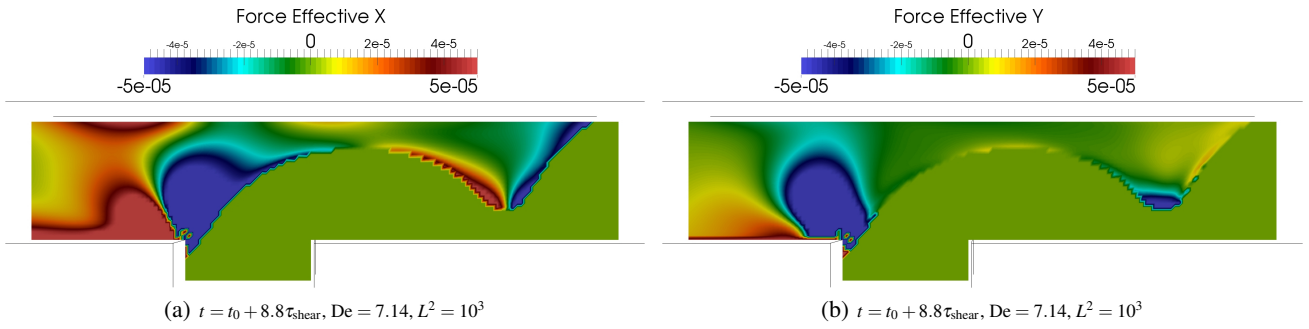 Force Effective X
-4e-5 -2e-5 0 2e-5 4e-5
-5e-05 5e-05
Force Effective Y
-4e-5 -2e-5 0 2e-5 4e-5
-5e-05 5e-05
(a) t = t₀ + 8.8τshear, De = 7.14, L² = 10³
(b) t = t₀ + 8.8τshear, De = 7.14, L² = 10³